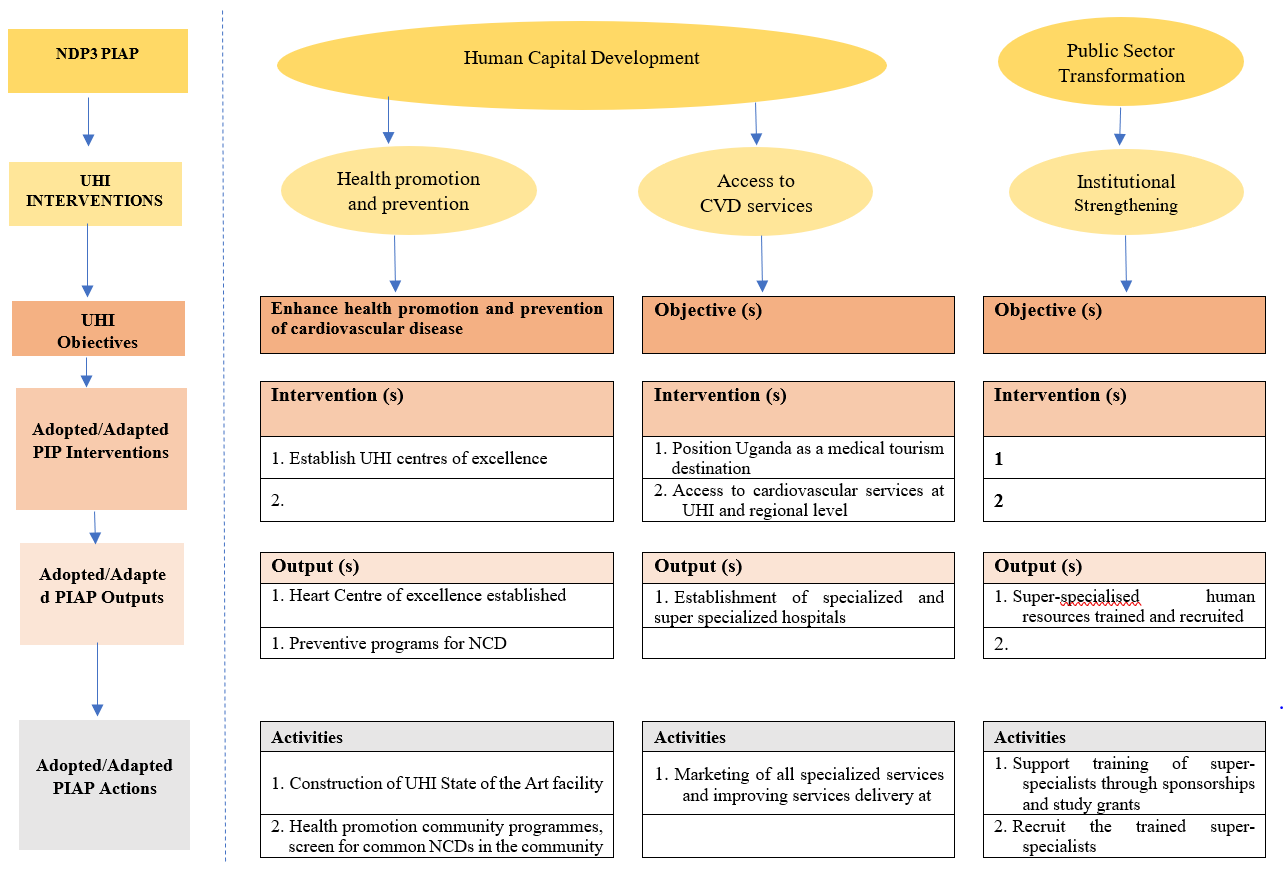 NDP3 PIAP
UHI
INTERVENTIONS
UHI
Objectives
Adopted/Adapted
PIP Interventions
Adopted/Adapte
d PIAP Outputs
Adopted/Adapted
PIAP Actions
Human Capital Development
Public Sector
Transformation
Health promotion
and prevention
Access to
CVD services
Institutional
Strengthening
Enhance health promotion and prevention
of cardiovascular disease
Objective (s)
Objective (s)
Intervention (s)
1. Establish UHI centres of excellence
2.
Intervention (s)
1. Position Uganda as a medical tourism
destination
2. Access to cardiovascular services at
UHI and regional level
Intervention (s)
1
2
Output (s)
1. Heart Centre of excellence established
1. Preventive programs for NCD
Output (s)
1. Establishment of specialized and
super specialized hospitals
Output (s)
1. Super-specialised human
resources trained and recruited
2.
Activities
1. Construction of UHI State of the Art facility
2. Health promotion community programmes,
screen for common NCDs in the community
Activities
1. Marketing of all specialized services
and improving services delivery at
Activities
1. Support training of super-
specialists through sponsorships
and study grants
2. Recruit the trained super-
specialists